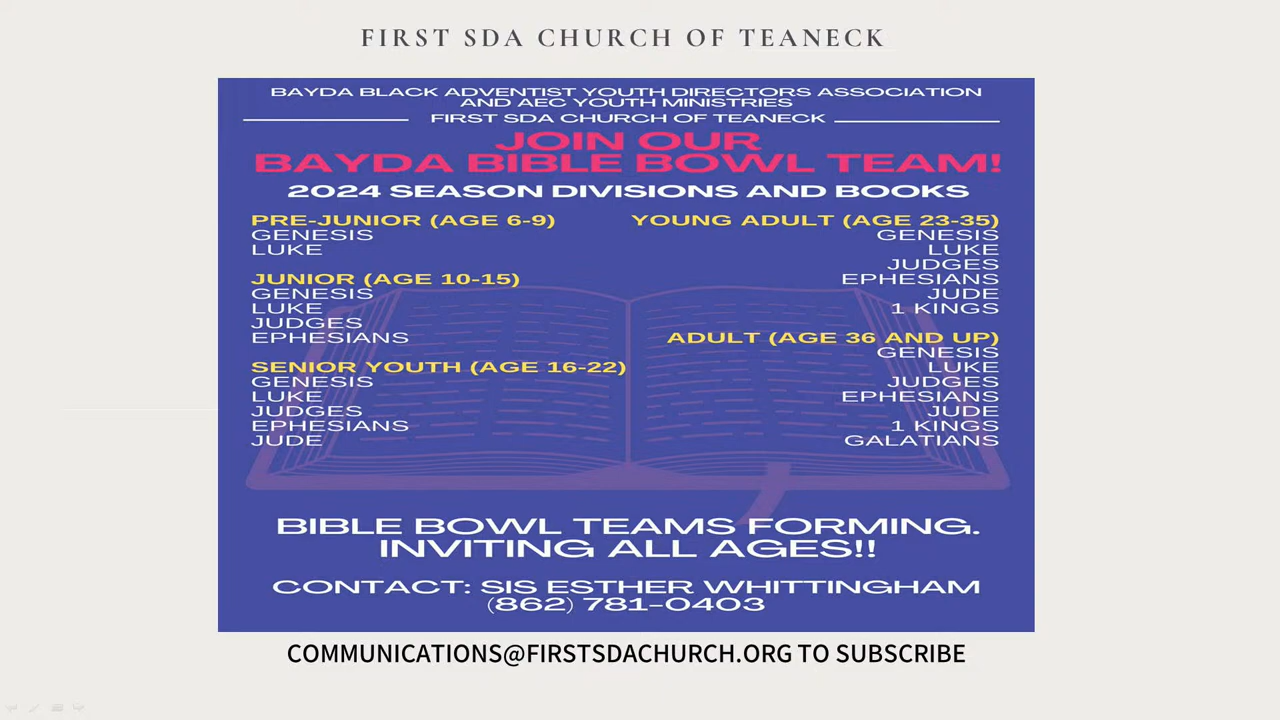 FIRST SDA CHURCH OF TEANECK
BAYDA BLACK ADVENTIST YOUTH DIRECTORS ASSOCIATION
AND AEC YOUTH MINISTRIES
FIRST SDA CHURCH OF TEANECK
JOIN OUR
BAYDA BIBLE BOWL TEAM!
2024 SEASON DIVISIONS AND BOOKS
PRE-JUNIOR (AGE 6-9)
GENESIS
LUKE
JUNIOR (AGE 10-15)
GENESIS
LUKE
JUDGES
EPHESIANS
SENIOR YOUTH (AGE 16-22)
GENESIS
LUKE
JUDGES
EPHESIANS
JUDE
YOUNG ADULT (AGE 23-35)
GENESIS
LUKE
JUDGES
EPHESIANS
JUDE
1 KINGS
ADULT (AGE 36 AND UP)
GENESIS
LUKE
JUDGES
EPHESIANS
JUDE
1 KINGS
GALATIANS
BIBLE BOWL TEAMS FORMING.
INVITING ALL AGES!!
CONTACT: SIS ESTHER WHITTINGHAM
(862) 781-0403
COMMUNICATIONS@FIRSTSDACHURCH.ORG TO SUBSCRIBE